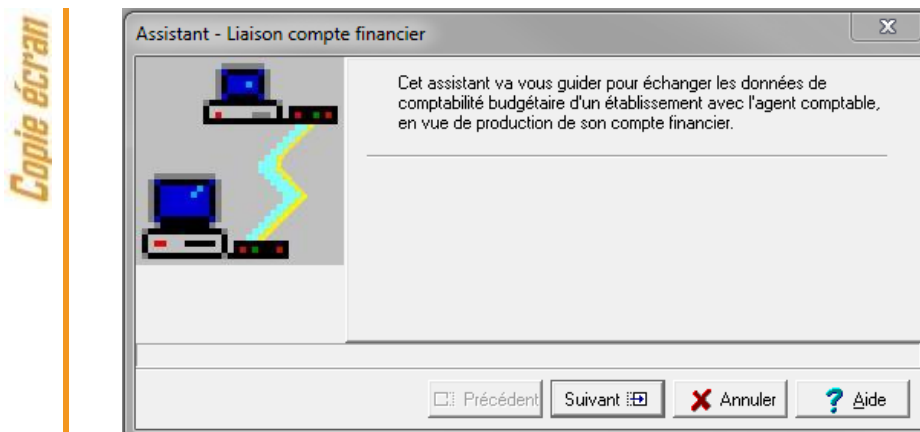 Copie écran
Assistant - Liaison compte financier
Cet assistant va vous guider pour échanger les données de
comptabilité budgétaire d'un établissement avec l'agent comptable,
en vue de production de son compte financier.
Précédent
Suivant
Annuler
Aide